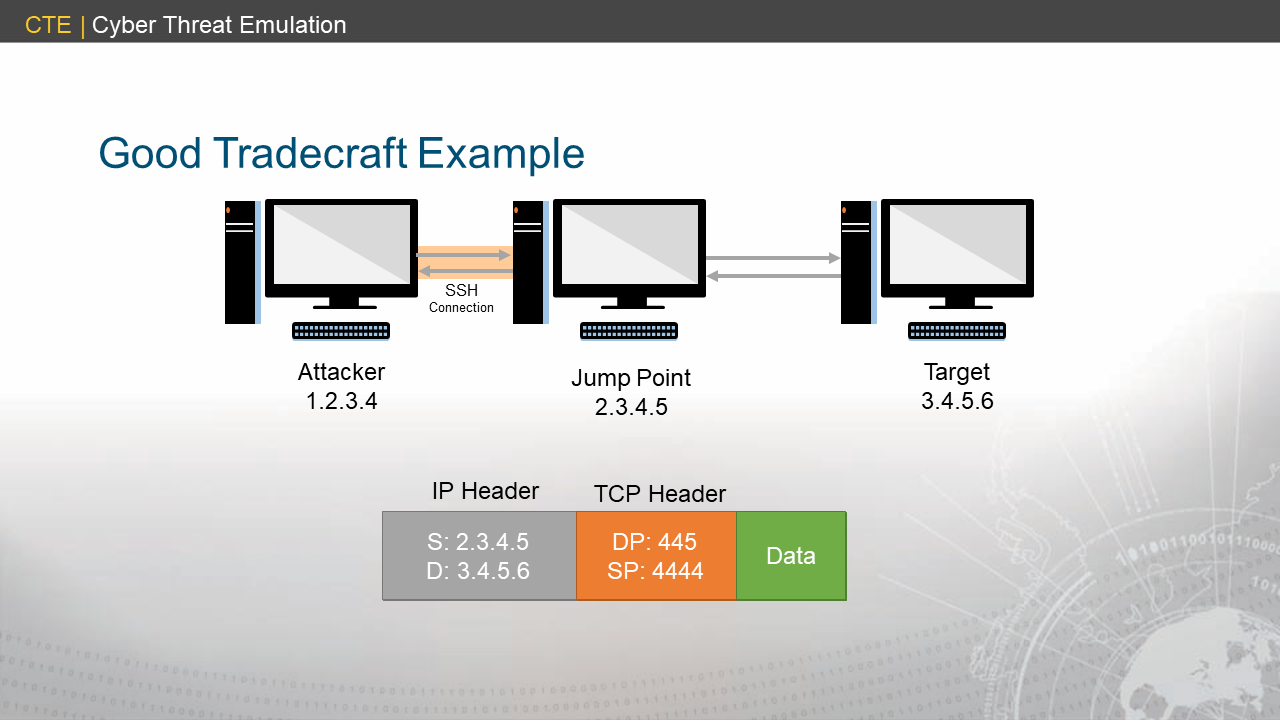 CTE | Cyber Threat Emulation
Good Tradecraft Example
SSH
Connection
Attacker
1.2.3.4
Jump Point
2.3.4.5
Target
3.4.5.6
IP Header
TCP Header
S: 2.3.4.5
D: 3.4.5.6
DP: 445
SP: 4444
Data